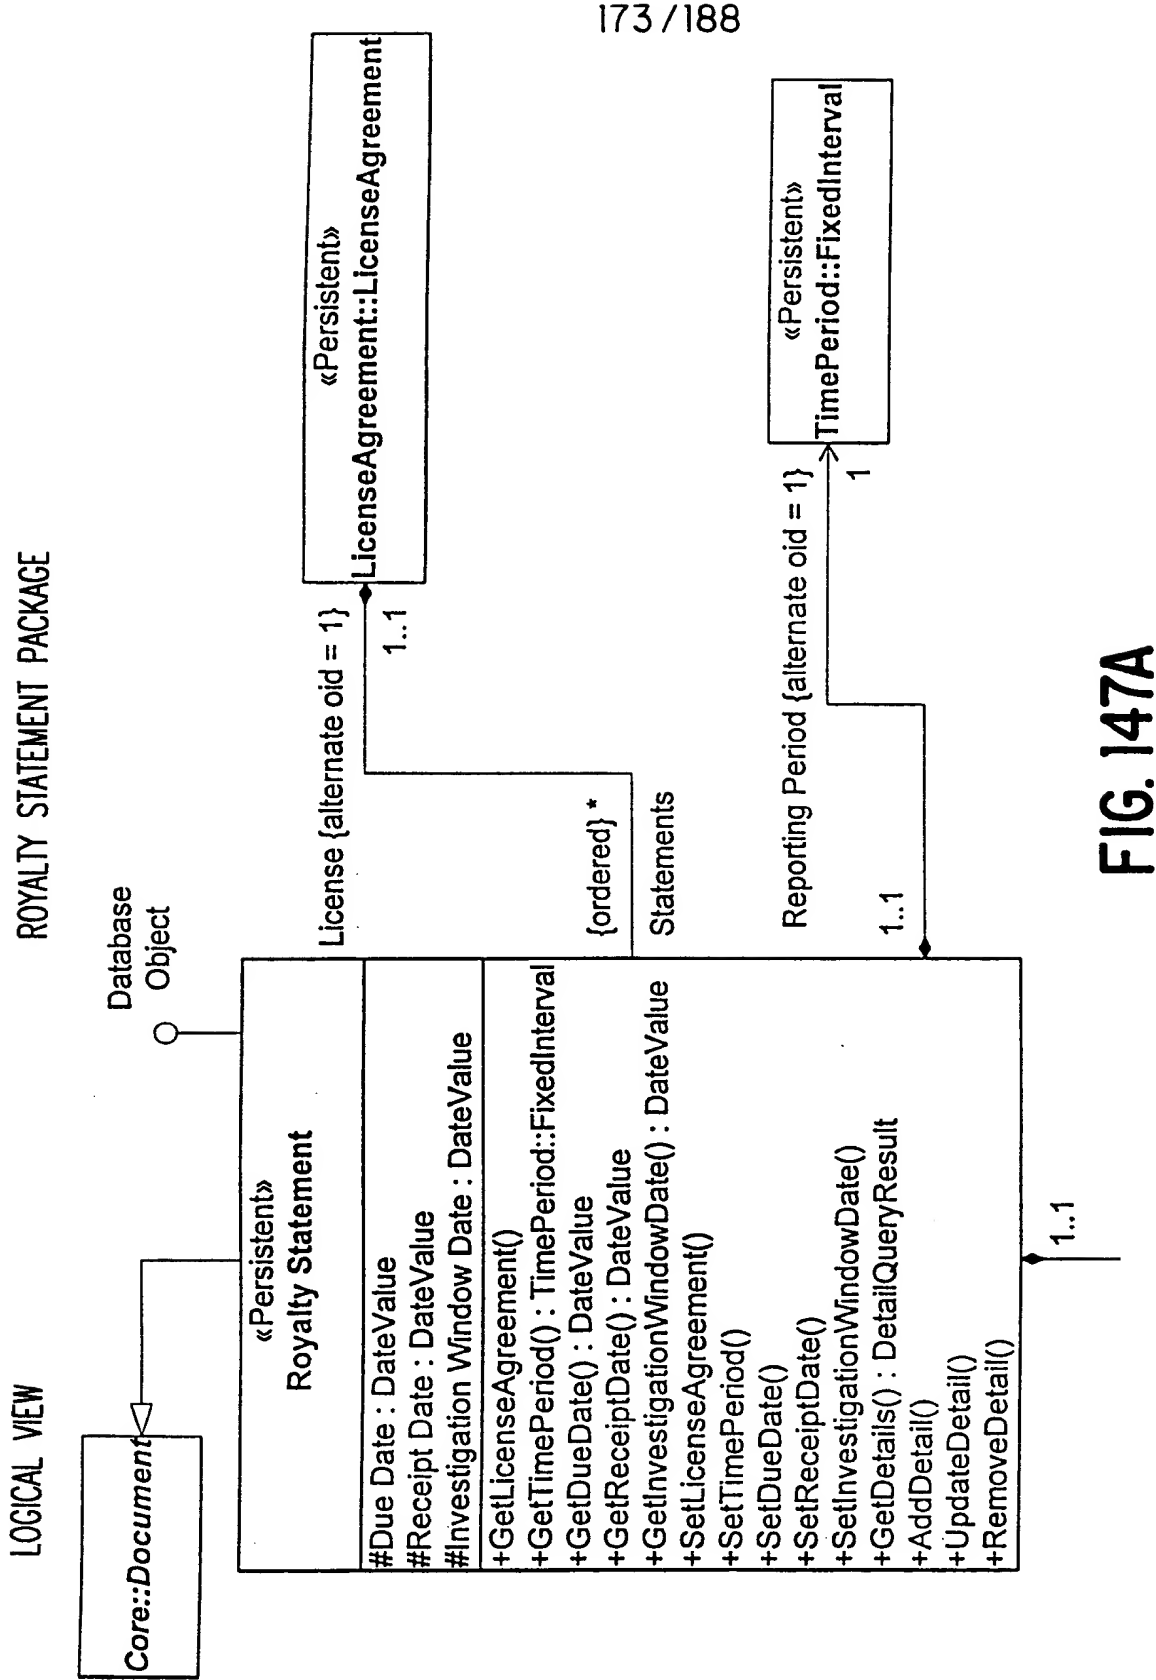 173/188
LOGICAL VIEW
ROYALTY STATEMENT PACKAGE
Core::Document
Database
Object
«Persistent»
Royalty Statement
#Due Date : DateValue
#Receipt Date : DateValue
#Investigation Window Date : DateValue
+GetLicenseAgreement()
+GetTimePeriod() : TimePeriod::FixedInterval
+GetDueDate() : DateValue
+GetReceiptDate() : DateValue
+GetInvestigationWindowDate() : DateValue
+SetLicenseAgreement()
+SetTimePeriod()
+SetDueDate()
+SetReceiptDate()
+SetInvestigationWindowDate()
+GetDetails() : DetailQueryResult
+AddDetail()
+UpdateDetail()
+RemoveDetail()
1..1
License {alternate oid = 1}
1..1
{ordered} *
Statements
«Persistent»
LicenseAgreement::LicenseAgreement
Reporting Period {alternate oid = 1}
1..1
1
«Persistent»
TimePeriod::FixedInterval
FIG. 147A